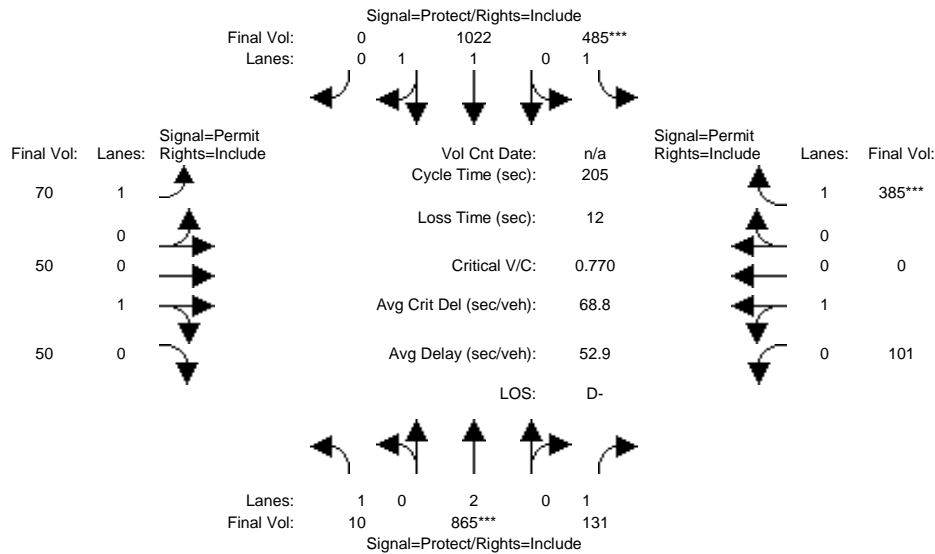 Signal=Protect/Rights=Include
Final Vol: 0 1022 485***
Lanes: 0 1 1 0 1
Signal=Permit Signal=Permit
Final Vol: Lanes: Rights=Include Vol Cnt Date: n/a Rights=Include Lanes: Final Vol:
Cycle Time (sec): 205
70 1 1 385***
Loss Time (sec): 12
0 0
50 0 Critical V/C: 0.770 0 0
1 Avg Crit Del (sec/veh): 68.8 1
50 0 Avg Delay (sec/veh): 52.9 0 101
LOS: D-
Lanes: 1 0 2 0 1
Final Vol: 10 865*** 131
Signal=Protect/Rights=Include